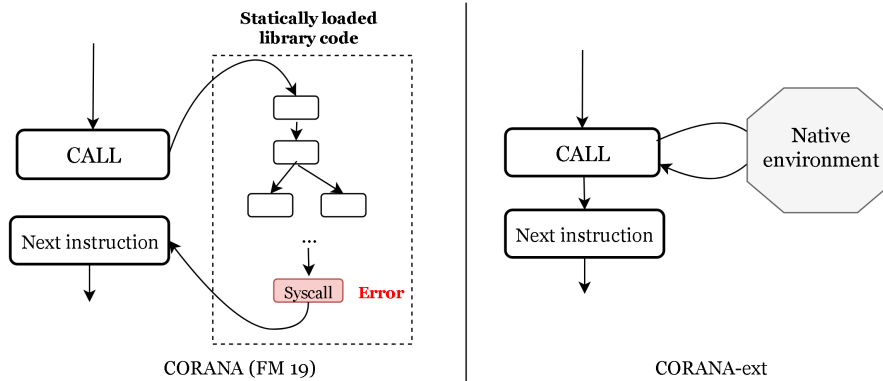 Statically loaded
library code
CALL
Next instruction
...
Syscall
Error
CORANA (FM 19)
CALL
Native
environment
Next instruction
CORANA-ext